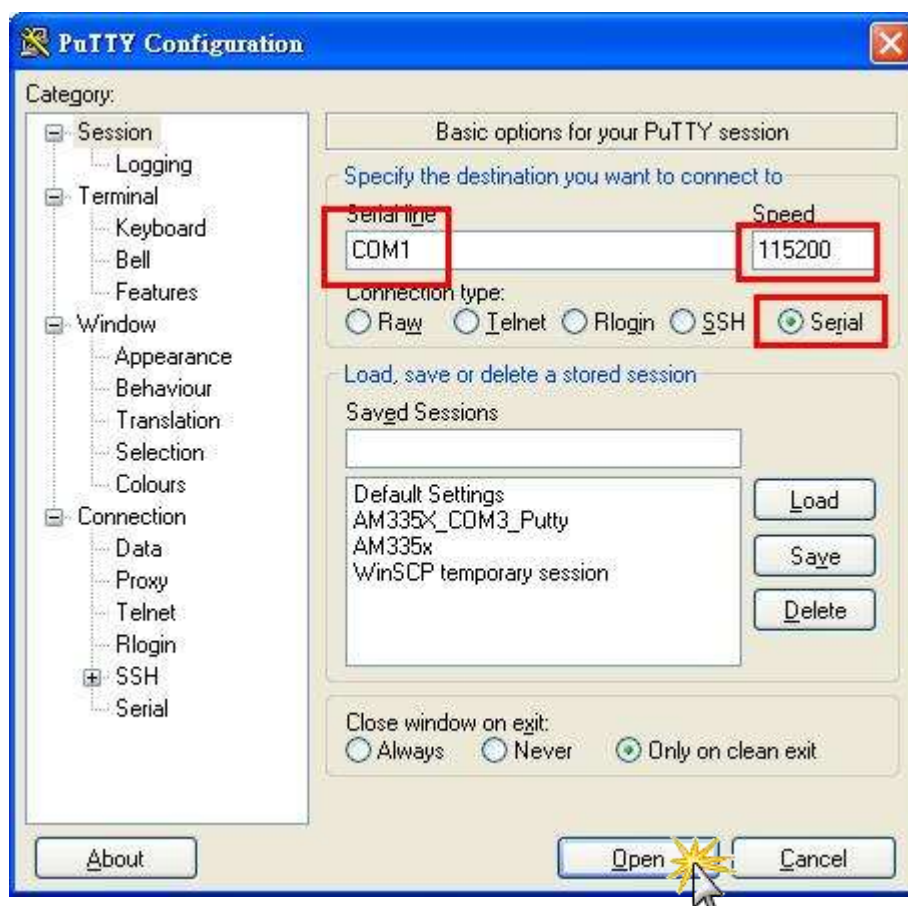 PuTTY Configuration
Category:
Session
Logging
Terminal
Keyboard
Bell
Features
Window
Appearance
Behaviour
Translation
Selection
Colours
Connection
Data
Proxy
Telnet
Rlogin
SSH
Serial
Basic options for your PuTTY session
Specify the destination you want to connect to
Serial line Speed
COM1 115200
Connection type:
Raw Telnet Rlogin SSH Serial
Load, save or delete a stored session
Saved Sessions
Default Settings
AM335X_COM3_Putty
AM335x
WinSCP temporary session
Load
Save
Delete
Close window on exit:
Always Never Only on clean exit
About Open Cancel